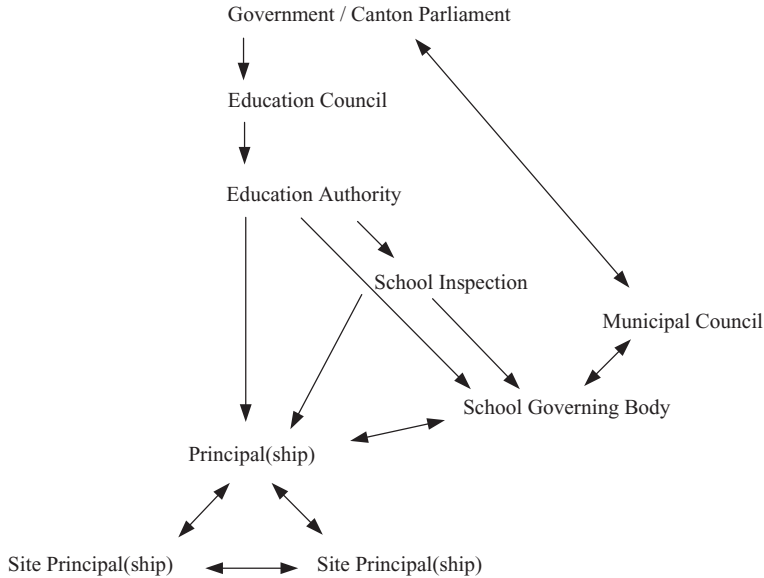 Government / Canton Parliament
Education Council
Education Authority
School Inspection
Municipal Council
School Governing Body
Principal(ship)
Site Principal(ship)
Site Principal(ship)